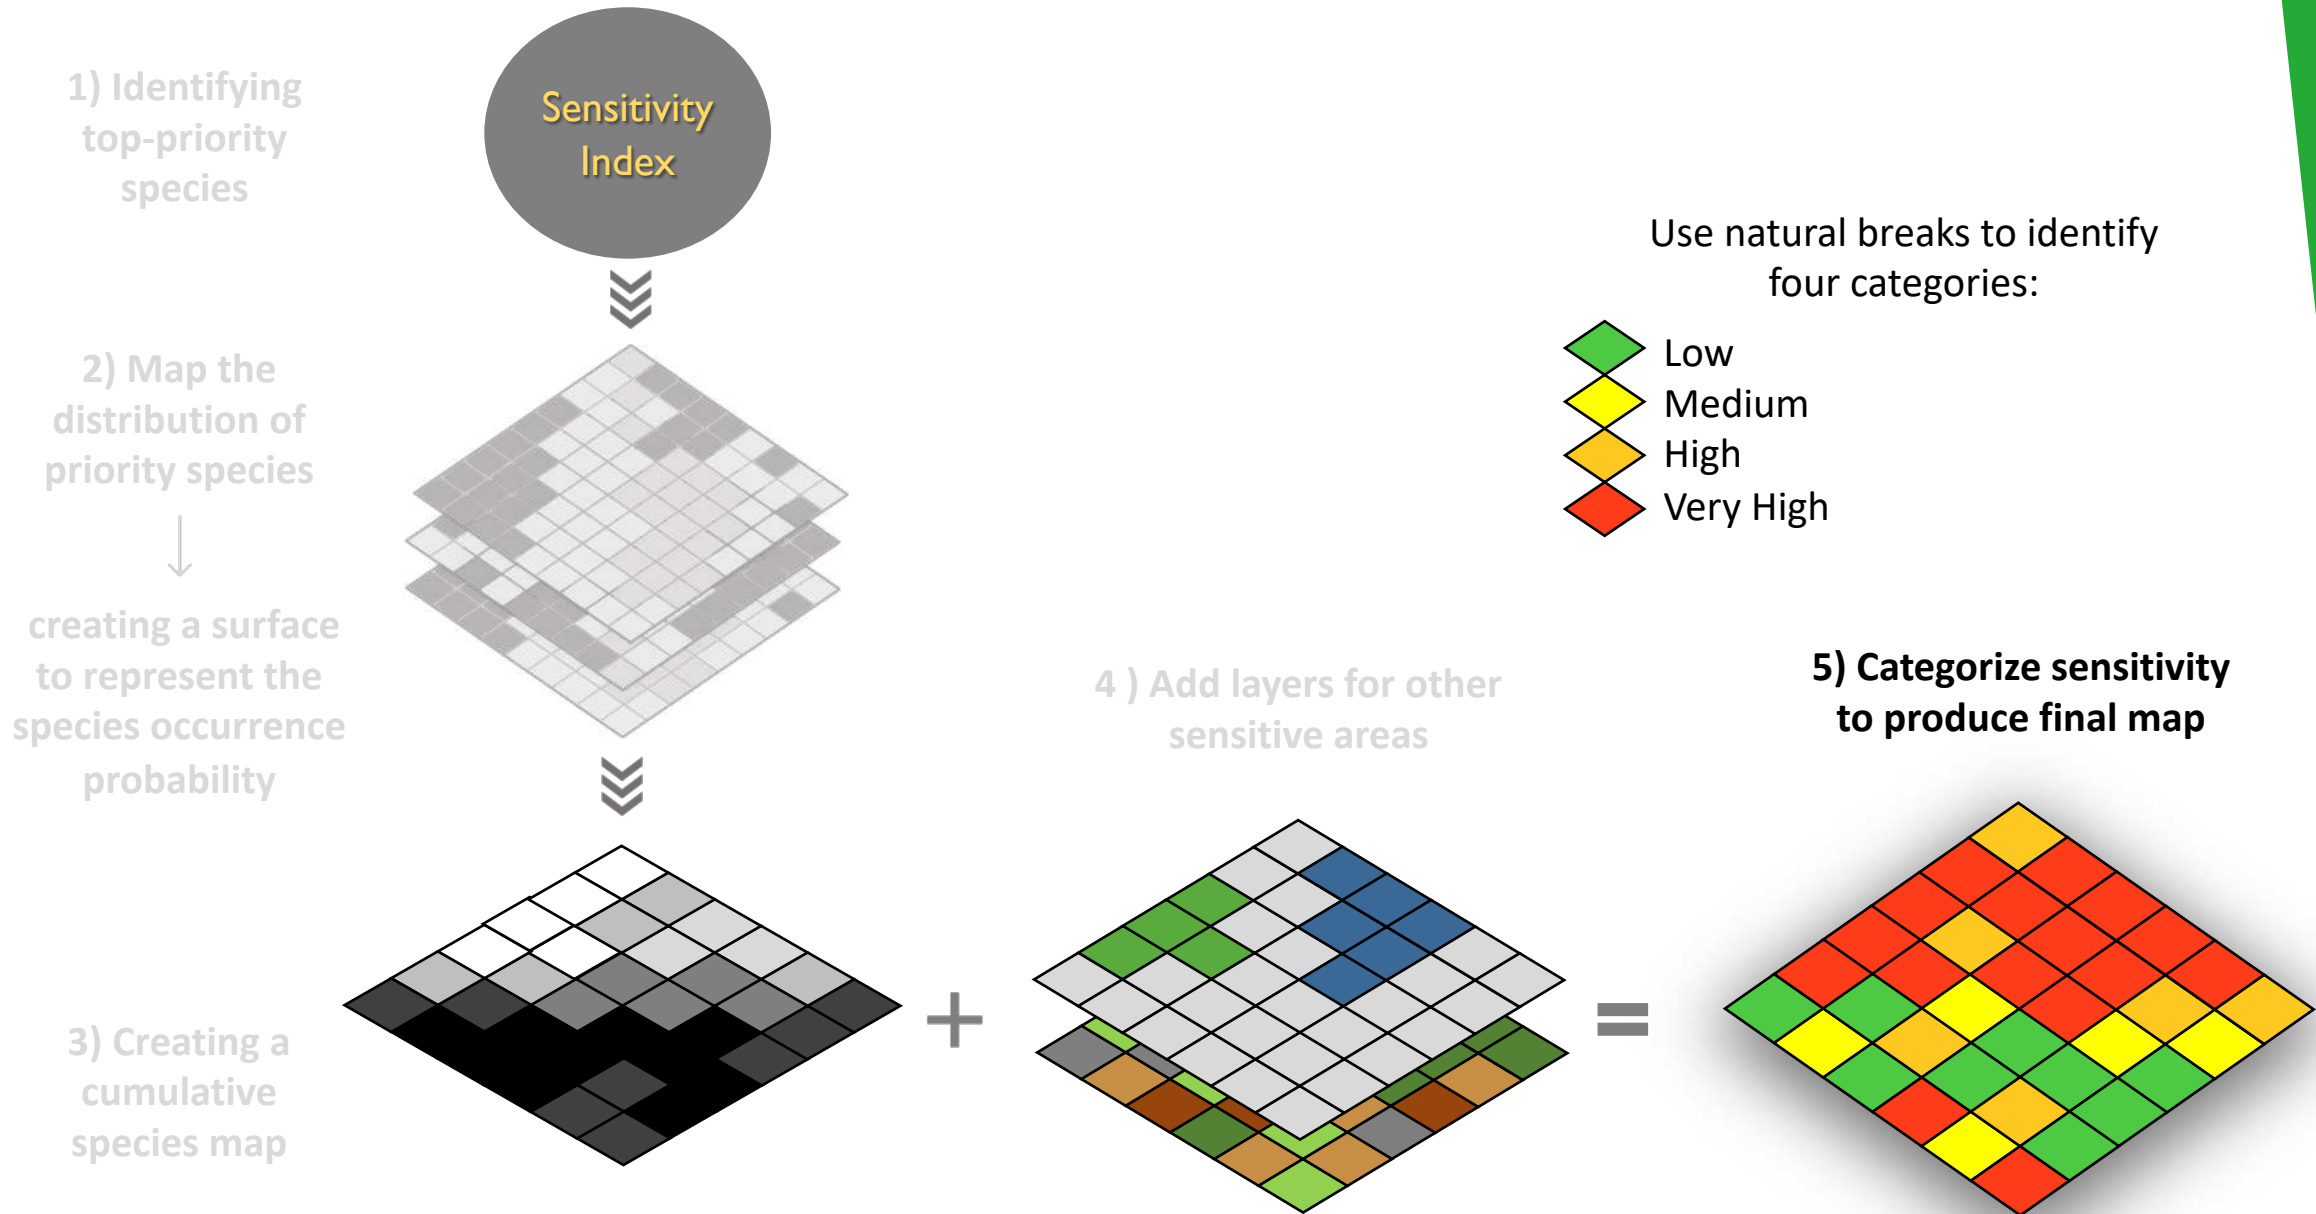 1) Identifying
top-priority
species
Sensitivity
Index
2) Map the
distribution of
priority species
↓
creating a surface
to represent the
species occurrence
probability
3) Creating a
cumulative
species map
4 ) Add layers for other
sensitive areas
+
=
Use natural breaks to identify
four categories:
Low
Medium
High
Very High
5) Categorize sensitivity
to produce final map